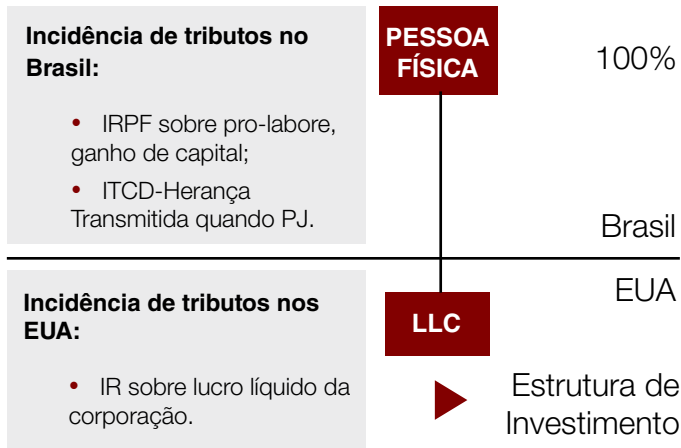 Incidência de tributos no
Brasil:
• IRPF sobre pro-labore,
ganho de capital;
• ITCD-Herança
Transmitida quando PJ.
PESSOA
FÍSICA
100%
Brasil
EUA
Incidência de tributos nos
EUA:
• IR sobre lucro líquido da
corporação.
LLC
Estrutura de
Investimento